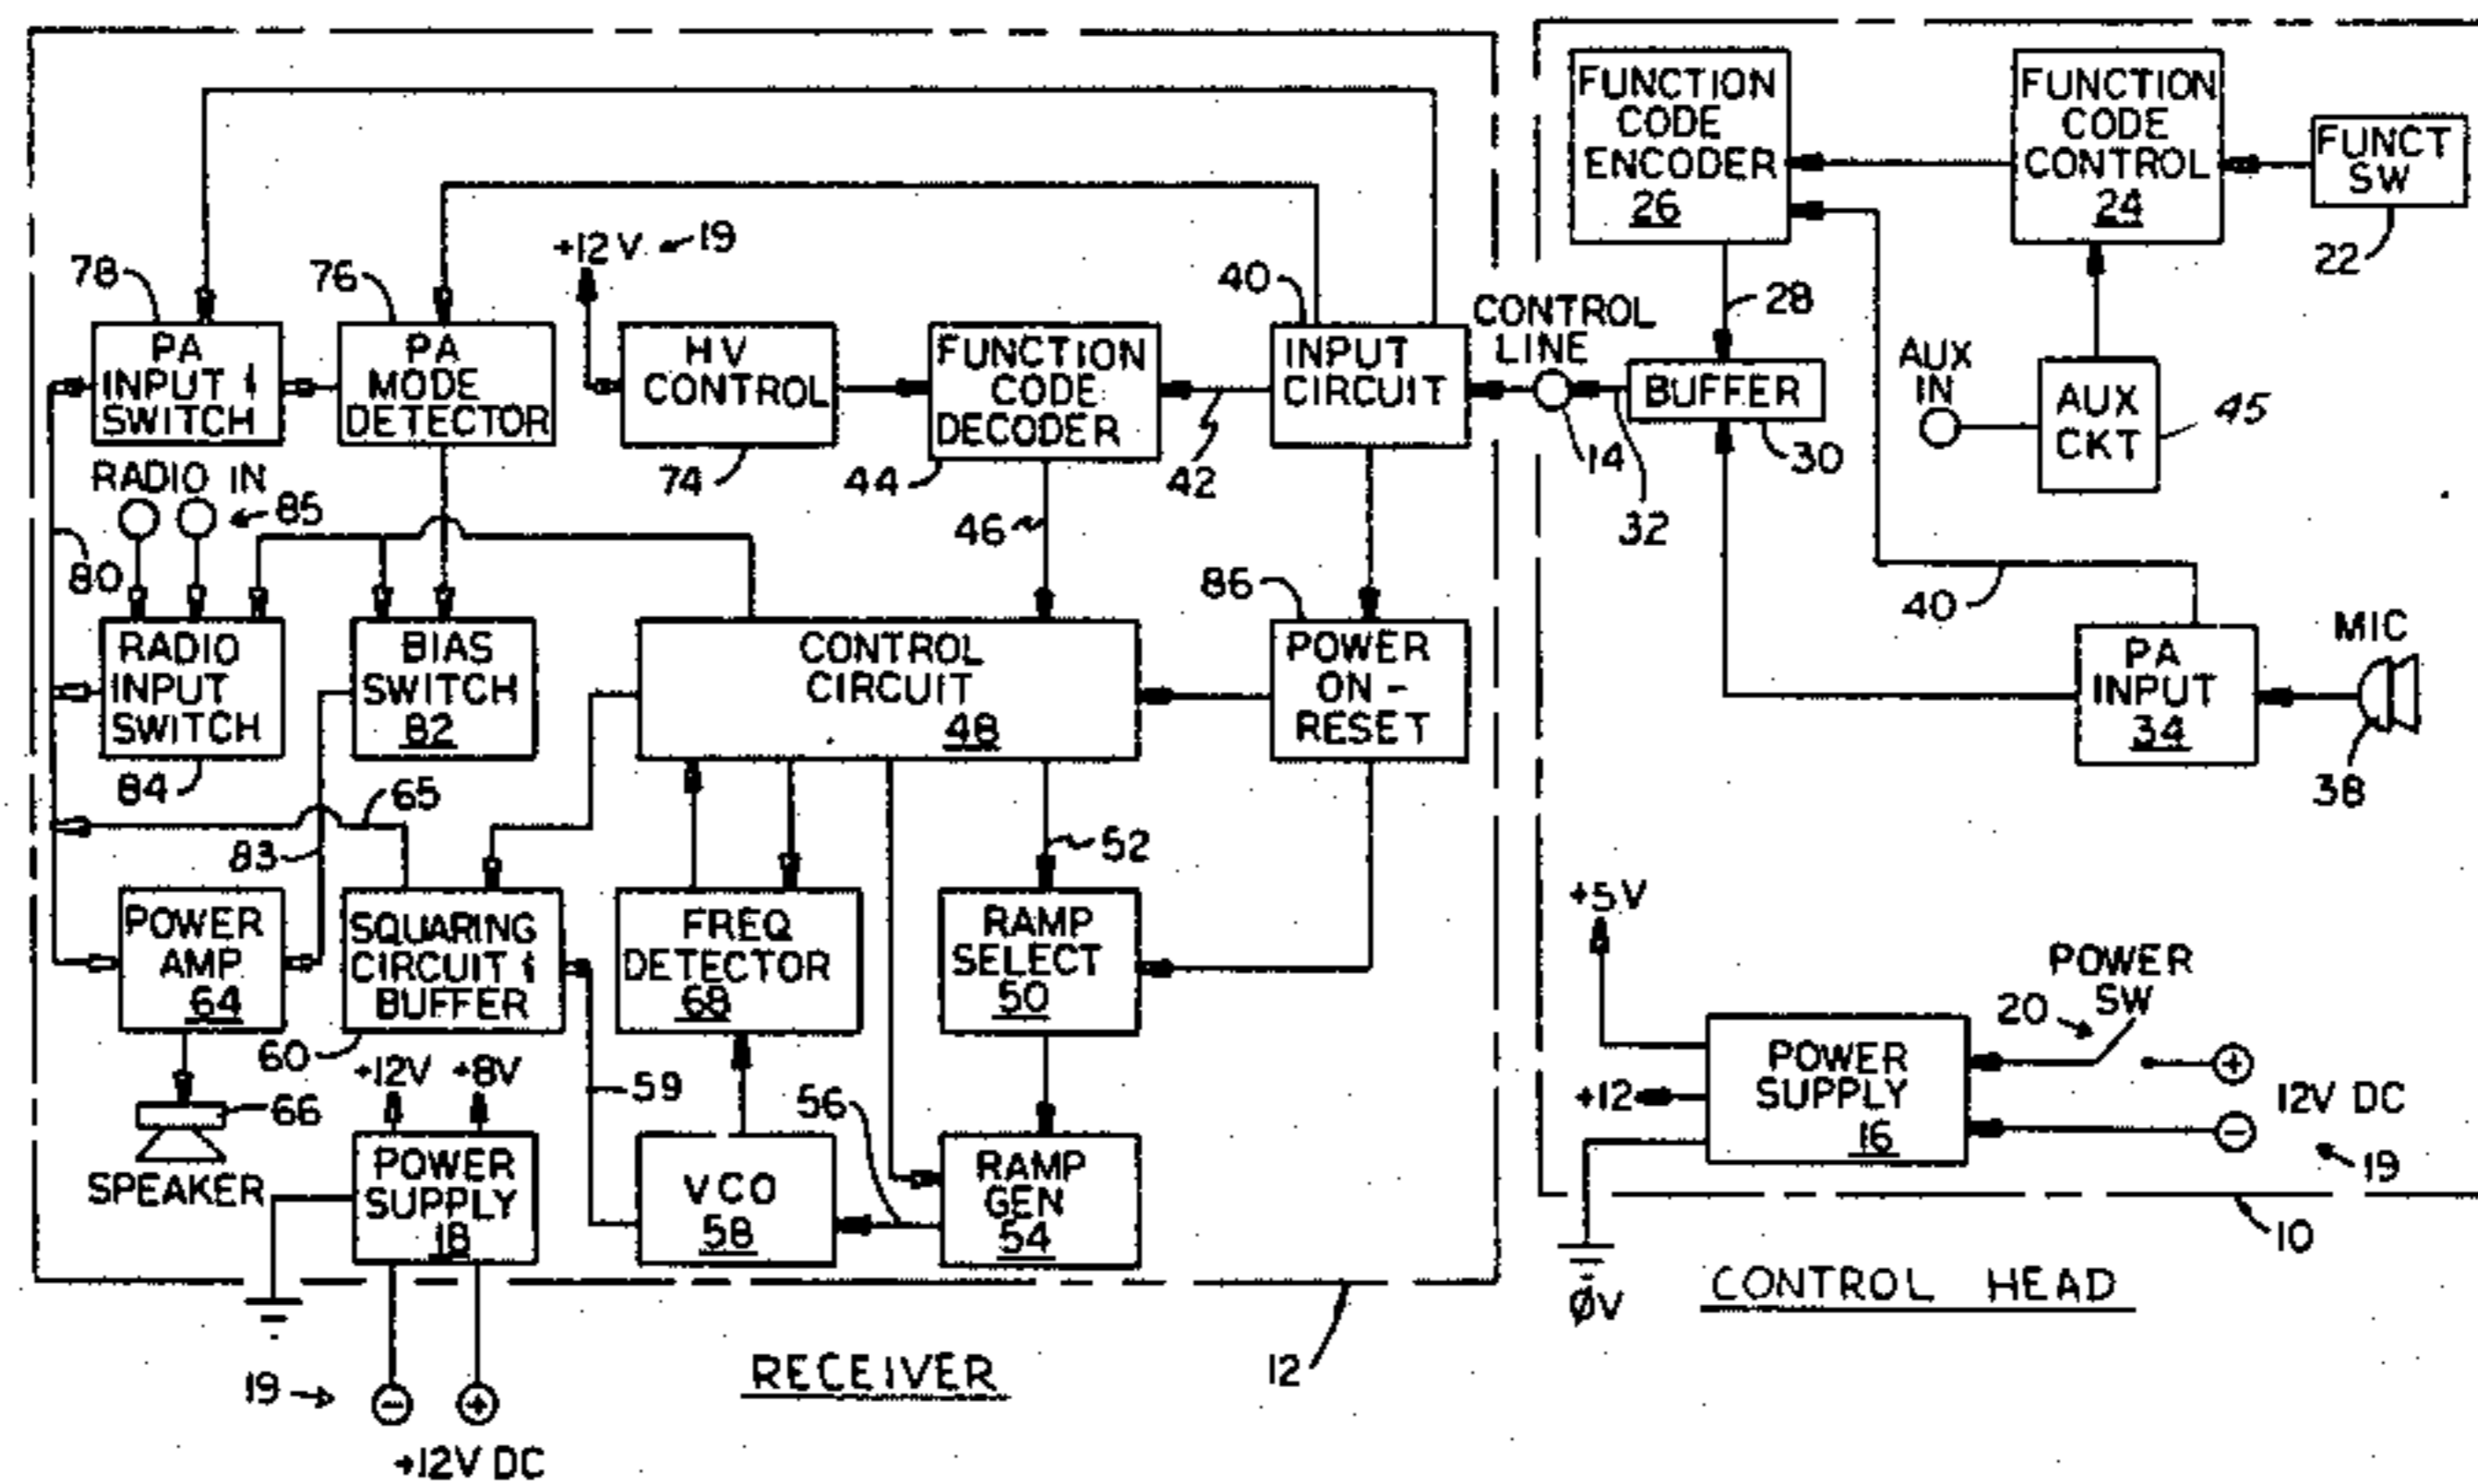 FUNCTION
CODE
ENCODER
26
FUNCTION
CODE
CONTROL
24
FUNCT
SW
22
+12V
19
78
76
40
CONTROL
LINE
28
PA
INPUT &
SWITCH
PA
MODE
DETECTOR
HV
CONTROL
FUNCTION
CODE
DECODER
INPUT
CIRCUIT
BUFFER
AUX
IN
AUX
CKT
45
RADIO IN
85
74
44
42
14
30
32
46
80
86
40
RADIO
INPUT
SWITCH
BIAS
SWITCH
82
CONTROL
CIRCUIT
48
POWER
ON-
RESET
PA
INPUT
34
MIC
38
84
65
83
52
POWER
AMP
64
SQUARING
CIRCUIT &
BUFFER
FREQ
DETECTOR
68
RAMP
SELECT
50
+5V
POWER
SW
20
60
+12V
+8V
59
56
66
SPEAKER
POWER
SUPPLY
18
VCO
58
RAMP
GEN
54
POWER
SUPPLY
16
+12
12V DC
19
10
ØV
CONTROL HEAD
12
RECEIVER
19
+12V DC